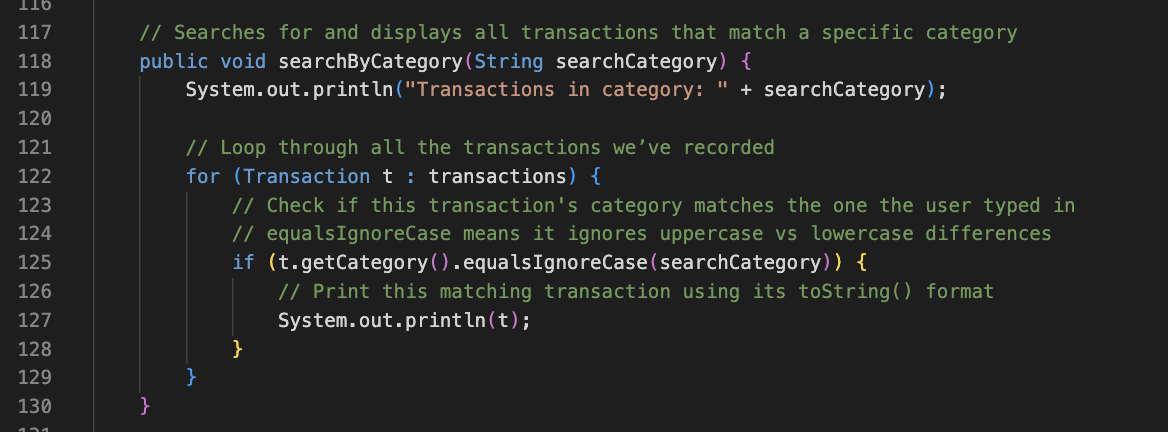 116
117 // Searches for and displays all transactions that match a specific category
118 public void searchByCategory(String searchCategory) {
119 System.out.println("Transactions in category: " + searchCategory);
120
121 // Loop through all the transactions we’ve recorded
122 for (Transaction t : transactions) {
123 // Check if this transaction's category matches the one the user typed in
124 // equalsIgnoreCase means it ignores uppercase vs lowercase differences
125 if (t.getCategory().equalsIgnoreCase(searchCategory)) {
126 // Print this matching transaction using its toString() format
127 System.out.println(t);
128 }
129 }
130 }
131